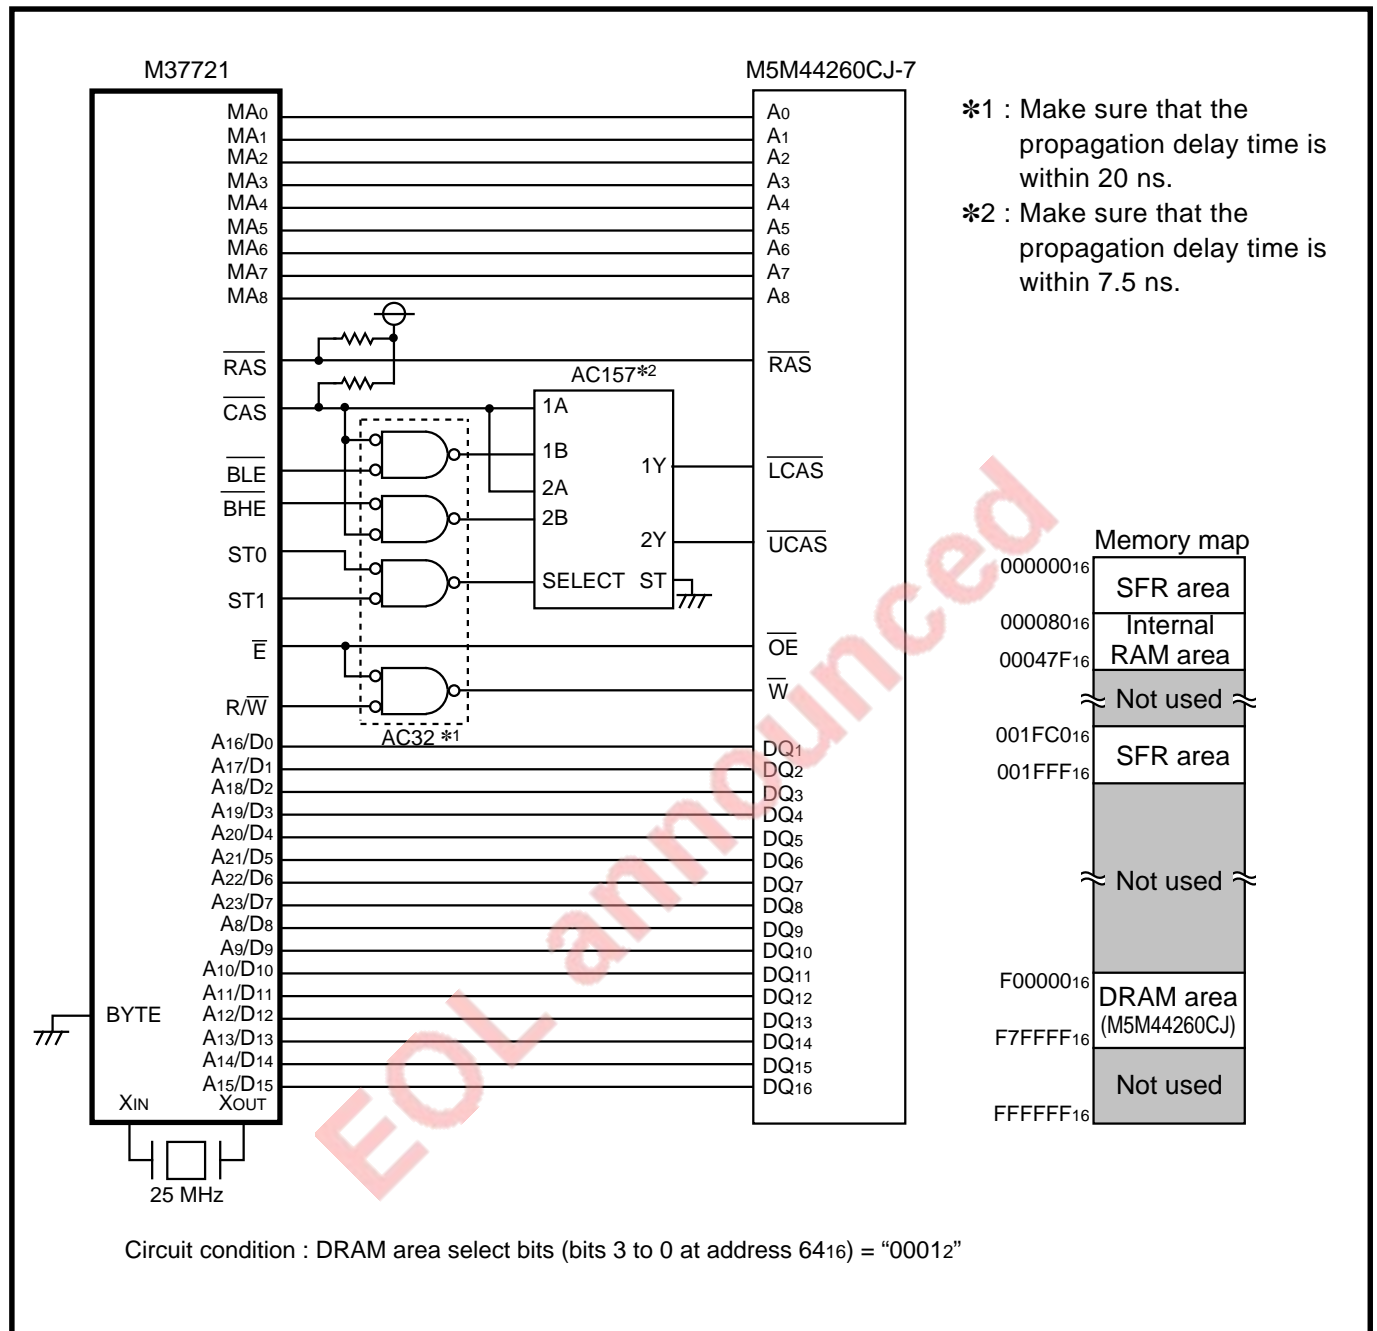 M37721
M5M44260CJ-7
MA0
MA1
MA2
MA3
MA4
MA5
MA6
MA7
MA8
RAS
CAS
BLE
BHE
ST0
ST1
E
R/W
A16/D0
A17/D1
A18/D2
A19/D3
A20/D4
A21/D5
A22/D6
A23/D7
A8/D8
A9/D9
A10/D10
A11/D11
A12/D12
A13/D13
A14/D14
A15/D15
BYTE
XIN
XOUT
25 MHz
AC157✽2
1A
1B
2A
2B
SELECT
1Y
2Y
ST
AC32 ✽1
A0
A1
A2
A3
A4
A5
A6
A7
A8
RAS
LCAS
UCAS
OE
W
DQ1
DQ2
DQ3
DQ4
DQ5
DQ6
DQ7
DQ8
DQ9
DQ10
DQ11
DQ12
DQ13
DQ14
DQ15
DQ16
✽1 : Make sure that the
propagation delay time is
within 20 ns.
✽2 : Make sure that the
propagation delay time is
within 7.5 ns.
Memory map
00000016
SFR area
00008016
Internal
RAM area
00047F16
Not used
001FC016
SFR area
001FFF16
Not used
F0000016
DRAM area
(M5M44260CJ)
F7FFFF16
Not used
FFFFFF16
EOL announced
Circuit condition : DRAM area select bits (bits 3 to 0 at address 6416) = “00012”